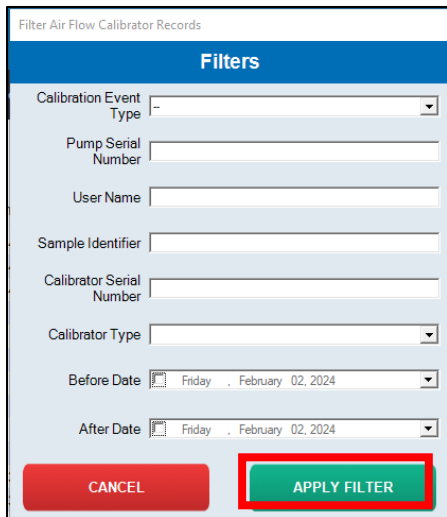 Filter Air Flow Calibrator Records
Filters
Calibration Event
Type
--
Pump Serial
Number
User Name
Sample Identifier
Calibrator Serial
Number
Calibrator Type
Before Date
Friday , February 02, 2024
After Date
Friday , February 02, 2024
CANCEL
APPLY FILTER